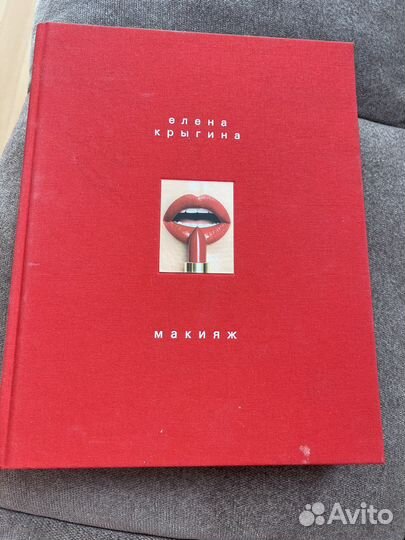 елена
крыгина
макияж
Avito